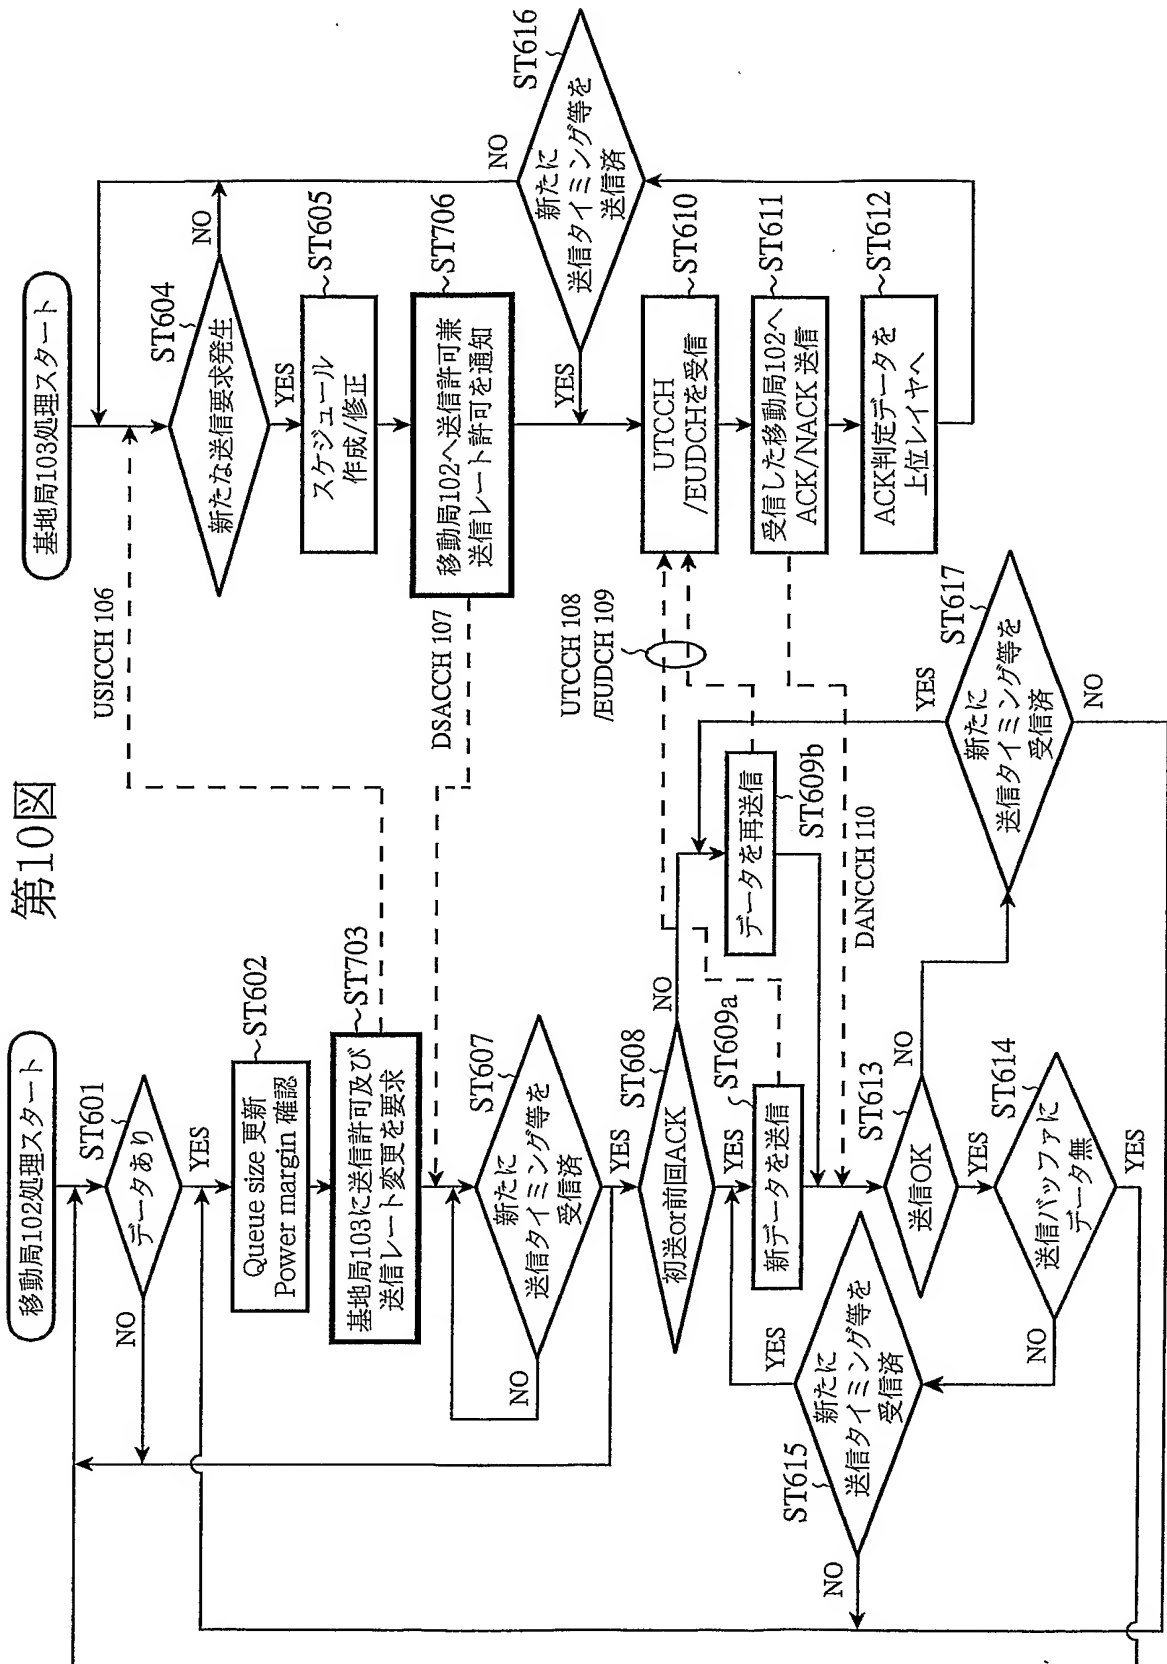 第10図
移動局102処理スタート
ST601
データあり
NO
YES
ST602
Queue size 更新
Power margin 確認
ST703
基地局103に送信許可及び
送信レート変更を要求
ST607
新たに
送信タイミング等を
受信済
NO
YES
ST608
初送or前回ACK
NO
YES
ST609a
新データを送信
データを再送信
ST609b
ST613
送信OK
NO
YES
ST614
送信バッファに
データ無
NO
YES
ST615
新たに
送信タイミング等を
受信済
YES
NO
ST617
新たに
送信タイミング等を
受信済
YES
NO
USICCH 106
DSACCH 107
UTCCH 108
/EUDCH 109
DANCCH 110
基地局103処理スタート
ST604
新たな送信要求発生
NO
YES
ST605
スケジュール
作成/修正
ST706
移動局102へ送信許可兼
送信レート許可を通知
ST610
UTCCH
/EUDCHを受信
ST611
受信した移動局102へ
ACK/NACK 送信
ST612
ACK判定データを
上位レイヤへ
ST616
新たに
送信タイミング等を
送信済
NO
YES